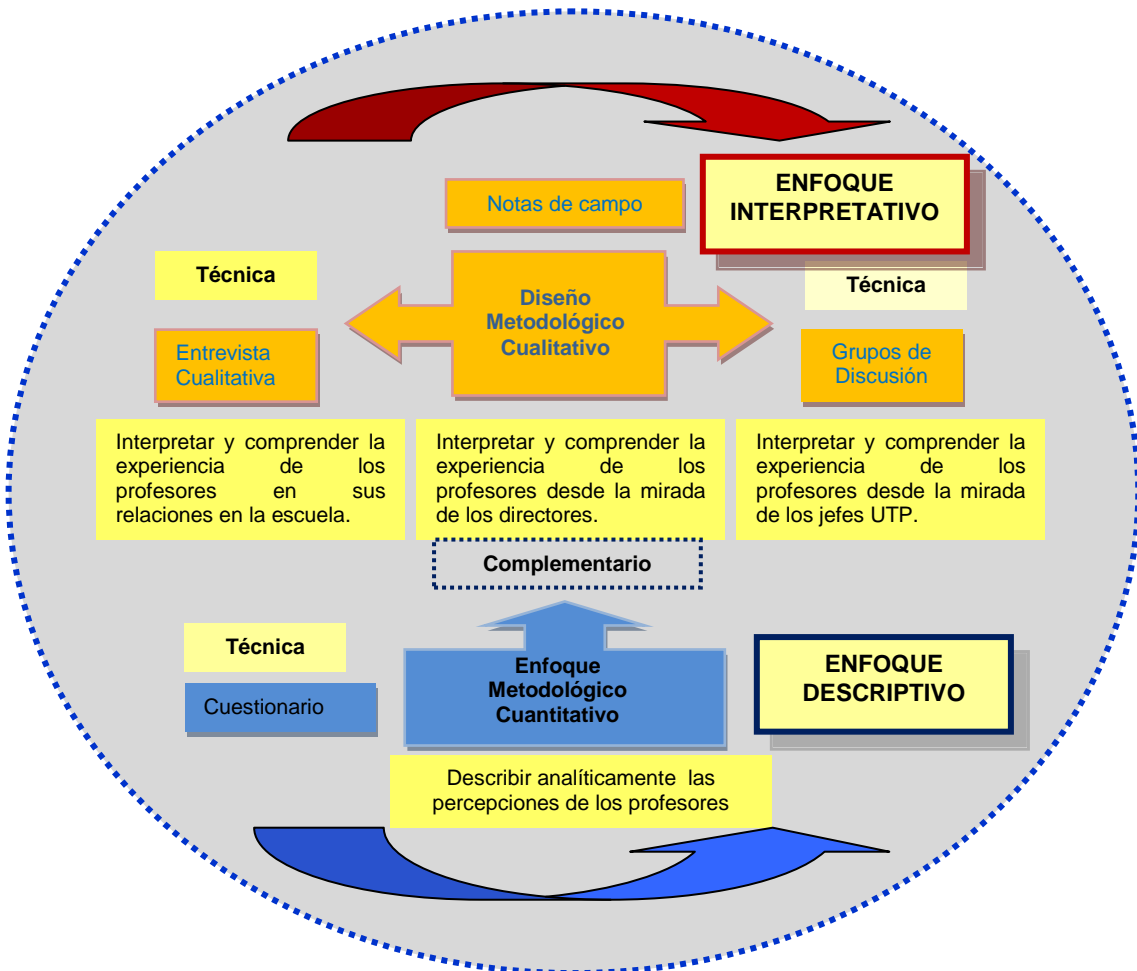 ENFOQUE
INTERPRETATIVO
Notas de campo
Técnica
Diseño
Metodológico
Cualitativo
Técnica
Entrevista
Cualitativa
Grupos de
Discusión
Interpretar y comprender la
experiencia de los
profesores en sus
relaciones en la escuela.
Interpretar y comprender la
experiencia de los
profesores desde la mirada
de los directores.
Interpretar y comprender la
experiencia de los
profesores desde la mirada
de los jefes UTP.
Complementario
Técnica
Cuestionario
Enfoque
Metodológico
Cuantitativo
ENFOQUE
DESCRIPTIVO
Describir analíticamente las
percepciones de los profesores